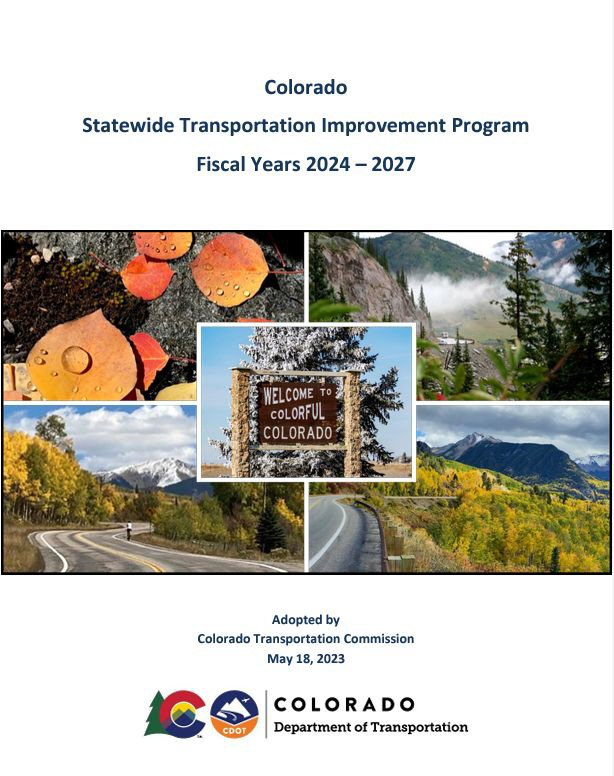 Colorado
Statewide Transportation Improvement Program
Fiscal Years 2024 – 2027
WELCOME TO
COLORFUL
COLORADO
Adopted by
Colorado Transportation Commission
May 18, 2023
CDOT
COLORADO
Department of Transportation